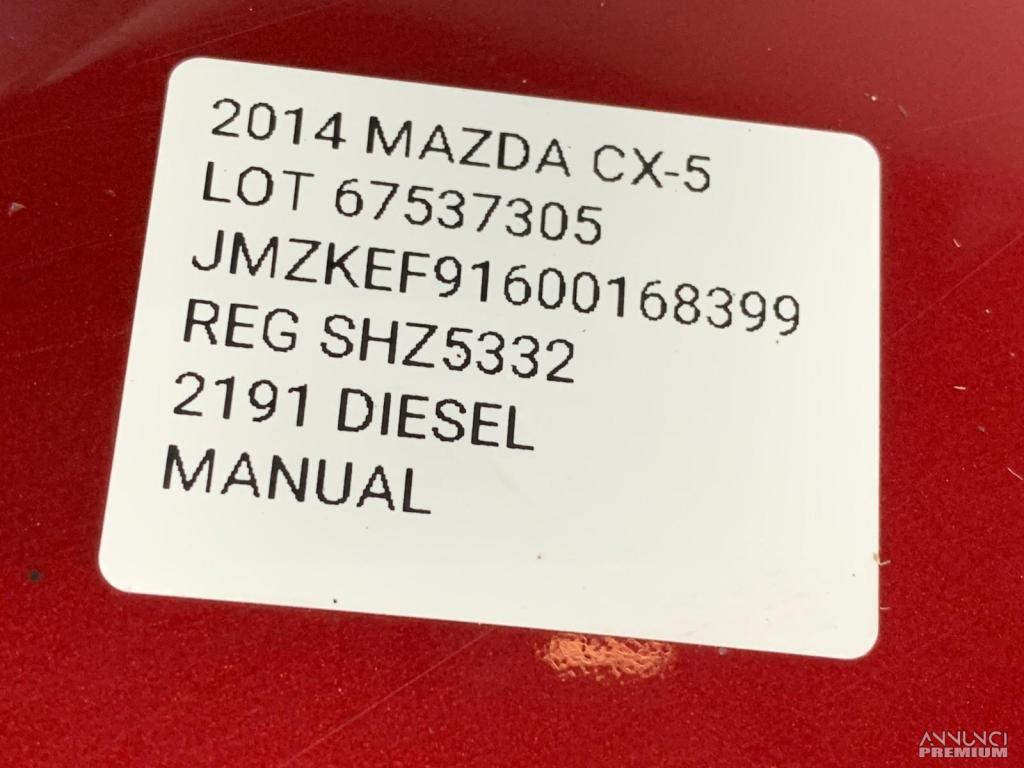 2014 MAZDA CX-5
LOT 67537305
JMZKEF91600168399
REG SHZ5332
2191 DIESEL
MANUAL
ANNUNCI
PREMIUM